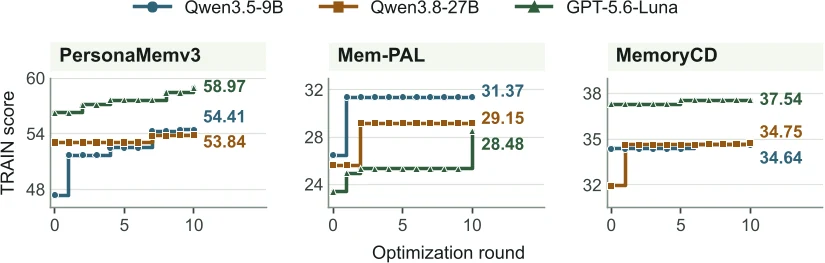 Qwen3.5-9B Qwen3.8-27B GPT-5.6-Luna
PersonaMemv3 Mem-PAL MemoryCD
TRAIN score
60
54
48
58.97
54.41
53.84
0 5 10
32
28
24
31.37
29.15
28.48
0 5 10
38
35
32
37.54
34.75
34.64
0 5 10
Optimization round